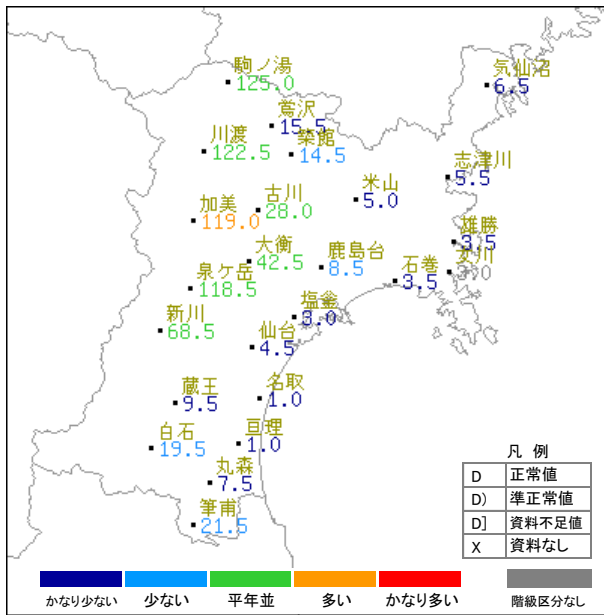 駒ノ湯
125.0
気仙沼
6.5
鶯沢
15.5
築館
14.5
川渡
122.5
志津川
5.5
米山
5.0
古川
28.0
加美
119.0
雄勝
3.5
女川
大衡
42.5
鹿島台
8.5
石巻
3.5
泉ケ岳
118.5
塩釜
3.0
新川
68.5
仙台
4.5
蔵王
9.5
名取
1.0
白石
19.5
亘理
1.0
丸森
7.5
筆甫
21.5
凡 例
D 正常値
D) 準正常値
D] 資料不足値
X 資料なし
かなり少ない 少ない 平年並 多い かなり多い 階級区分なし